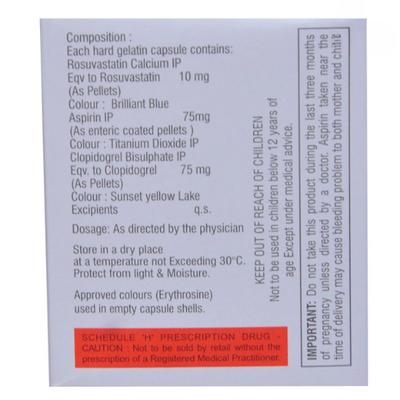 Composition :
Each hard gelatin capsule contains:
Rosuvastatin Calcium IP
Eqv to Rosuvastatin 10 mg
(As Pellets)
Colour : Brilliant Blue
Aspirin IP 75mg
(As enteric coated pellets )
Colour : Titanium Dioxide IP
Clopidogrel Bisulphate IP
Eqv. to Clopidogrel 75 mg
(As Pellets)
Colour : Sunset yellow Lake
Excipients q.s.
Dosage: As directed by the physician
Store in a dry place
at a temperature not Exceeding 30°C.
Protect from light & Moisture.
Approved colours (Erythrosine)
used in empty capsule shells.
SCHEDULE 'H' PRESCRIPTION DRUG -
CAUTION : Not to be sold by retail without the
prescription of a Registered Medical Practitioner.
KEEP OUT OF REACH OF CHILDREN
Not to be used in children below 12 years of
age Except under medical advice.
IMPORTANT: Do not take this product during the last three months
of pregnancy unless directed by a doctor. Aspirin taken near the
time of delivery may cause bleeding problem to both mother and child